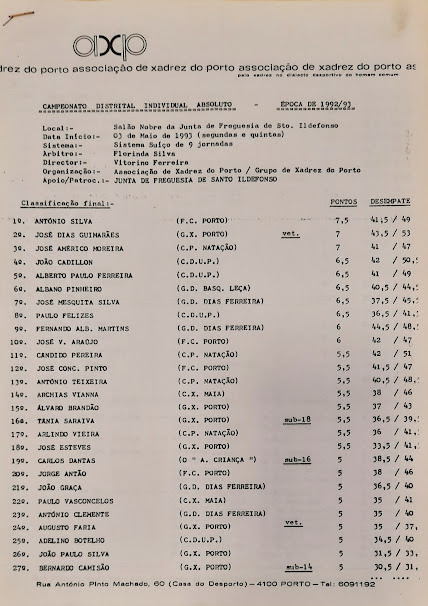 axp
drez do porto associação de xadrez do porto associação de xadrez do porto as
pelo xadrez no dialecto desportivo do homem comum
CAMPEONATO DISTRITAL INDIVIDUAL ABSOLUTO - ÉPOCA DE 1992/93
Local:- Salão Nobre da Junta de Freguesia de Sto. Ildefonso
Data Início:- 03 de Maio de 1993 (segundas e quintas)
Sistema:- Sistema Suíço de 9 jornadas
Árbitro:- Florinda Silva
Director:- Vitorino Ferreira
Organização:- Associação de Xadrez do Porto / Grupo de Xadrez do Porto
Apoio/Patroc.:- JUNTA DE FREGUESIA DE SANTO ILDEFONSO
Classificação final:- PONTOS DESEMPATE
1º. ANTÓNIO SILVA (F.C. PORTO) 7,5 41,5 / 49
2º. JOSÉ DIAS GUIMARÃES (G.X. PORTO) vet. 7 43,5 / 53
3º. JOSÉ AMÉRICO MOREIRA (C.P. NATAÇÃO) 7 41 / 47
4º. JOÃO CADILLON (C.D.U.P.) 6,5 42 / 50,
5º. ALBERTO PAULO FERREIRA (C.D.U.P.) 6,5 41 / 49
6º. ALBANO PINHEIRO (G.D. BASQ. LEÇA) 6,5 40,5 / 44,
7º. JOSÉ MESQUITA SILVA (G.D. DIAS FERREIRA) 6,5 37,5 / 45,
8º. PAULO FELIZES (C.D.U.P.) 6,5 36,5 / 41,
9º. FERNANDO ALB. MARTINS (G.D. DIAS FERREIRA) 6 44,5 / 48,
10º. JOSÉ V. ARAÚJO (F.C. PORTO) 6 42 / 47
11º. CANDIDO PEREIRA (C.P. NATAÇÃO) 5,5 42 / 51
12º. JOSÉ CONC. PINTO (F.C. PORTO) 5,5 41,5 / 47
13º. ANTÓNIO TEIXEIRA (C.P. NATAÇÃO) 5,5 40,5 / 48,
14º. ARCHIAS VIANNA (C.X. MAIA) 5,5 38 / 46
15º. ÁLVARO BRANDÃO (G.X. PORTO) 5,5 37 / 43
16º. TANIA SARAIVA (G.X. PORTO) sub-18 5,5 36,5 / 39,
17º. ARLINDO VIEIRA (C.P. NATAÇÃO) 5,5 36 / 41,
18º. JOSÉ ESTEVES (G.X. PORTO) 5,5 33,5 / 41,
19º. CARLOS DANTAS (O " A. CRIANÇA ") sub-16 5 38,5 / 44
20º. JORGE ANTÃO (F.C. PORTO) 5 38 / 46
21º. JOÃO GRAÇA (G.D. DIAS FERREIRA) 5 36,5 / 40
22º. PAULO VASCONCELOS (C.X. MAIA) 5 35 / 41
23º. ANTÓNIO CLEMENTE (G.D. DIAS FERREIRA) 5 35 / 40
24º. AUGUSTO FARIA (G.X. PORTO) vet. 5 35 / 37,
25º. ADELINO BOTELHO (C.D.U.P.) 5 34,5 / 40
26º. JOÃO PAULO SILVA (G.X. PORTO) 5 31,5 / 33,
27º. BERNARDO CAMISÃO (G.X. PORTO) sub-14 5 30,5 / 31,
Rua António Pinto Machado, 60 (Casa do Desporto) — 4100 PORTO — Tel: 6091192